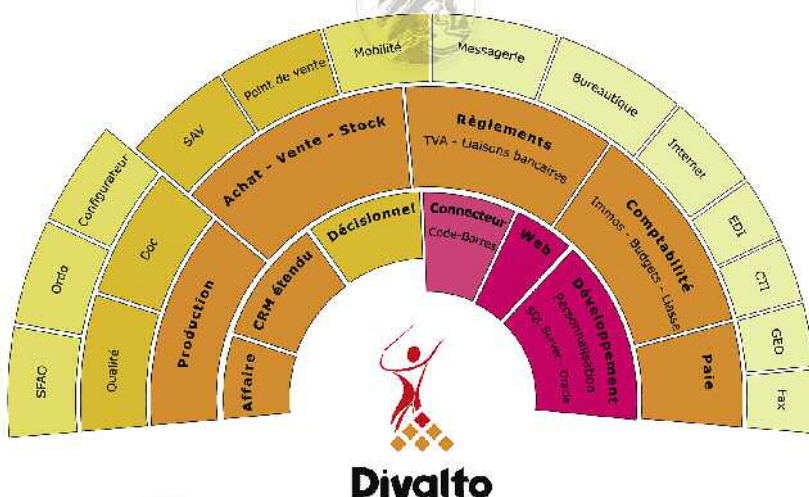 SFAO
Ordo
Configurateur
SAV
Point de vente
Mobilité
Messagerie
Bureautique
Internet
EDI
CTI
GED
Fax
Qualité
Doc
Production
Achat - Vente - Stock
Règlements
TVA - Liaisons bancaires
Comptabilité
Immos - Budgets - Liasse
Paie
Affaire
CRM étendu
Décisionnel
Connecteur
Code-Barres
Web
Développement
Personnalisation
SQL Server - Oracle
Divalto